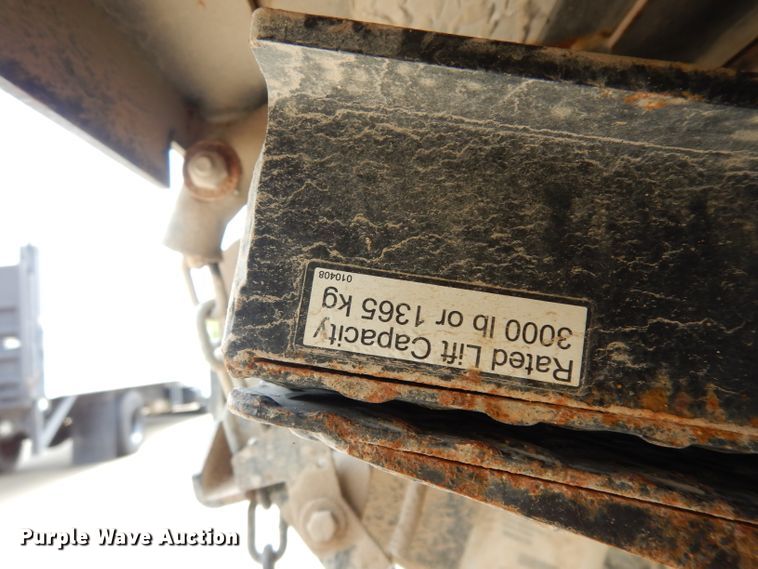 Rated Lift Capacity
3000 lb or 1365 kg
010408
Purple Wave Auction